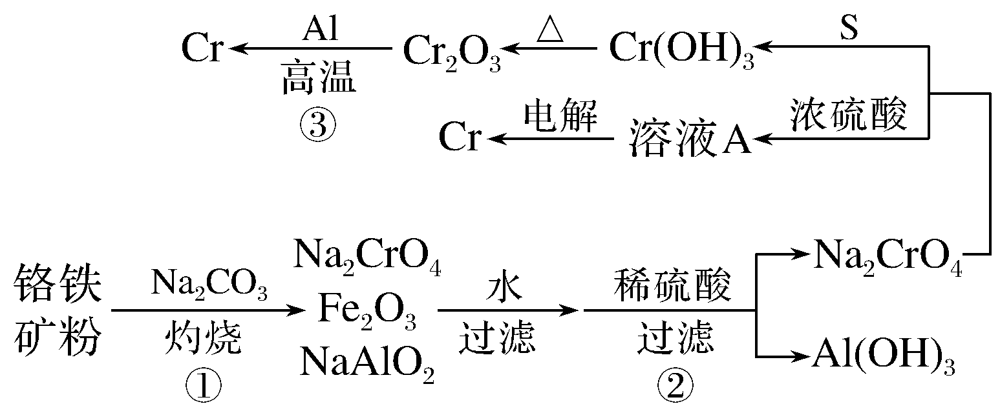 Cr Al 高温 ③ Cr₂O₃ △ Cr(OH)₃ S
Cr 电解 溶液A 浓硫酸
铬铁
矿粉
Na₂CO₃
灼烧
①
Na₂CrO₄
Fe₂O₃
NaAlO₂
水
过滤
稀硫酸
过滤
②
Na₂CrO₄
Al(OH)₃